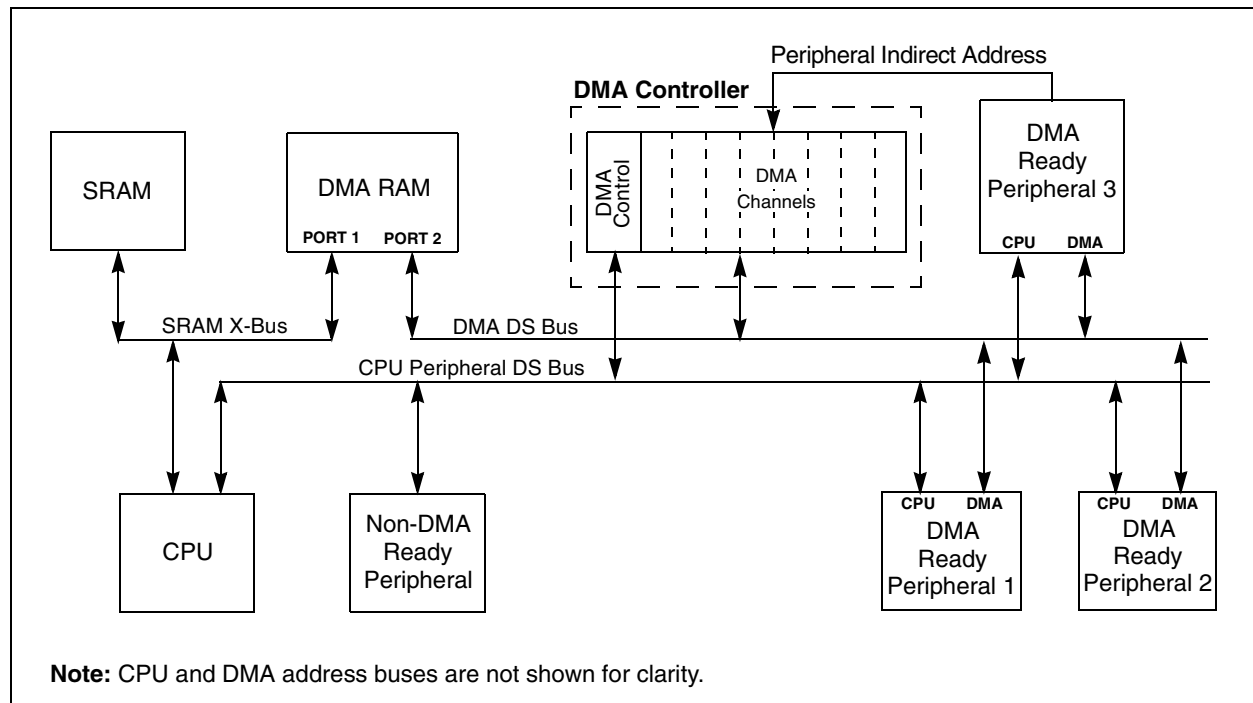 Peripheral Indirect Address
DMA Controller
SRAM
DMA RAM
PORT 1 PORT 2
DMA
Control
DMA
Channels
DMA
Ready
Peripheral 3
CPU DMA
SRAM X-Bus
DMA DS Bus
CPU Peripheral DS Bus
CPU
Non-DMA
Ready
Peripheral
CPU DMA
DMA
Ready
Peripheral 1
CPU DMA
DMA
Ready
Peripheral 2
Note: CPU and DMA address buses are not shown for clarity.